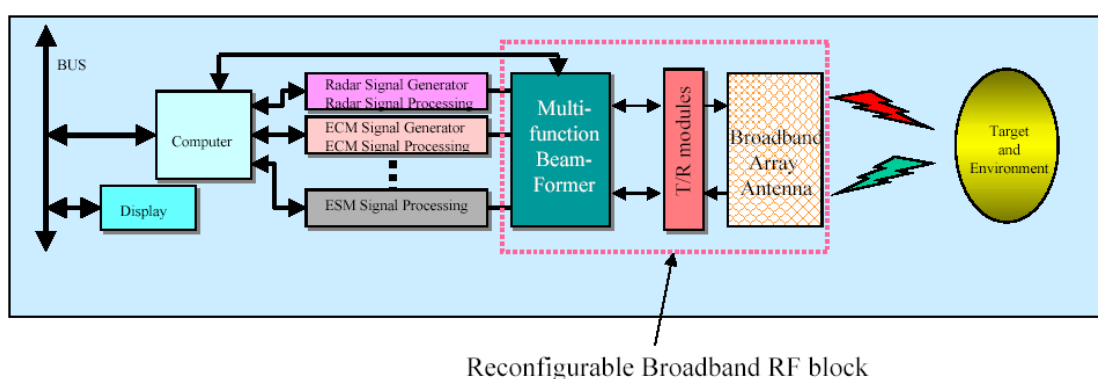 BUS
Computer
Display
Radar Signal Generator
Radar Signal Processing
ECM Signal Generator
ECM Signal Processing
ESM Signal Processing
Multi-
function
Beam-
Former
T/R modules
Broadband
Array
Antenna
Target
and
Environment
Reconfigurable Broadband RF block